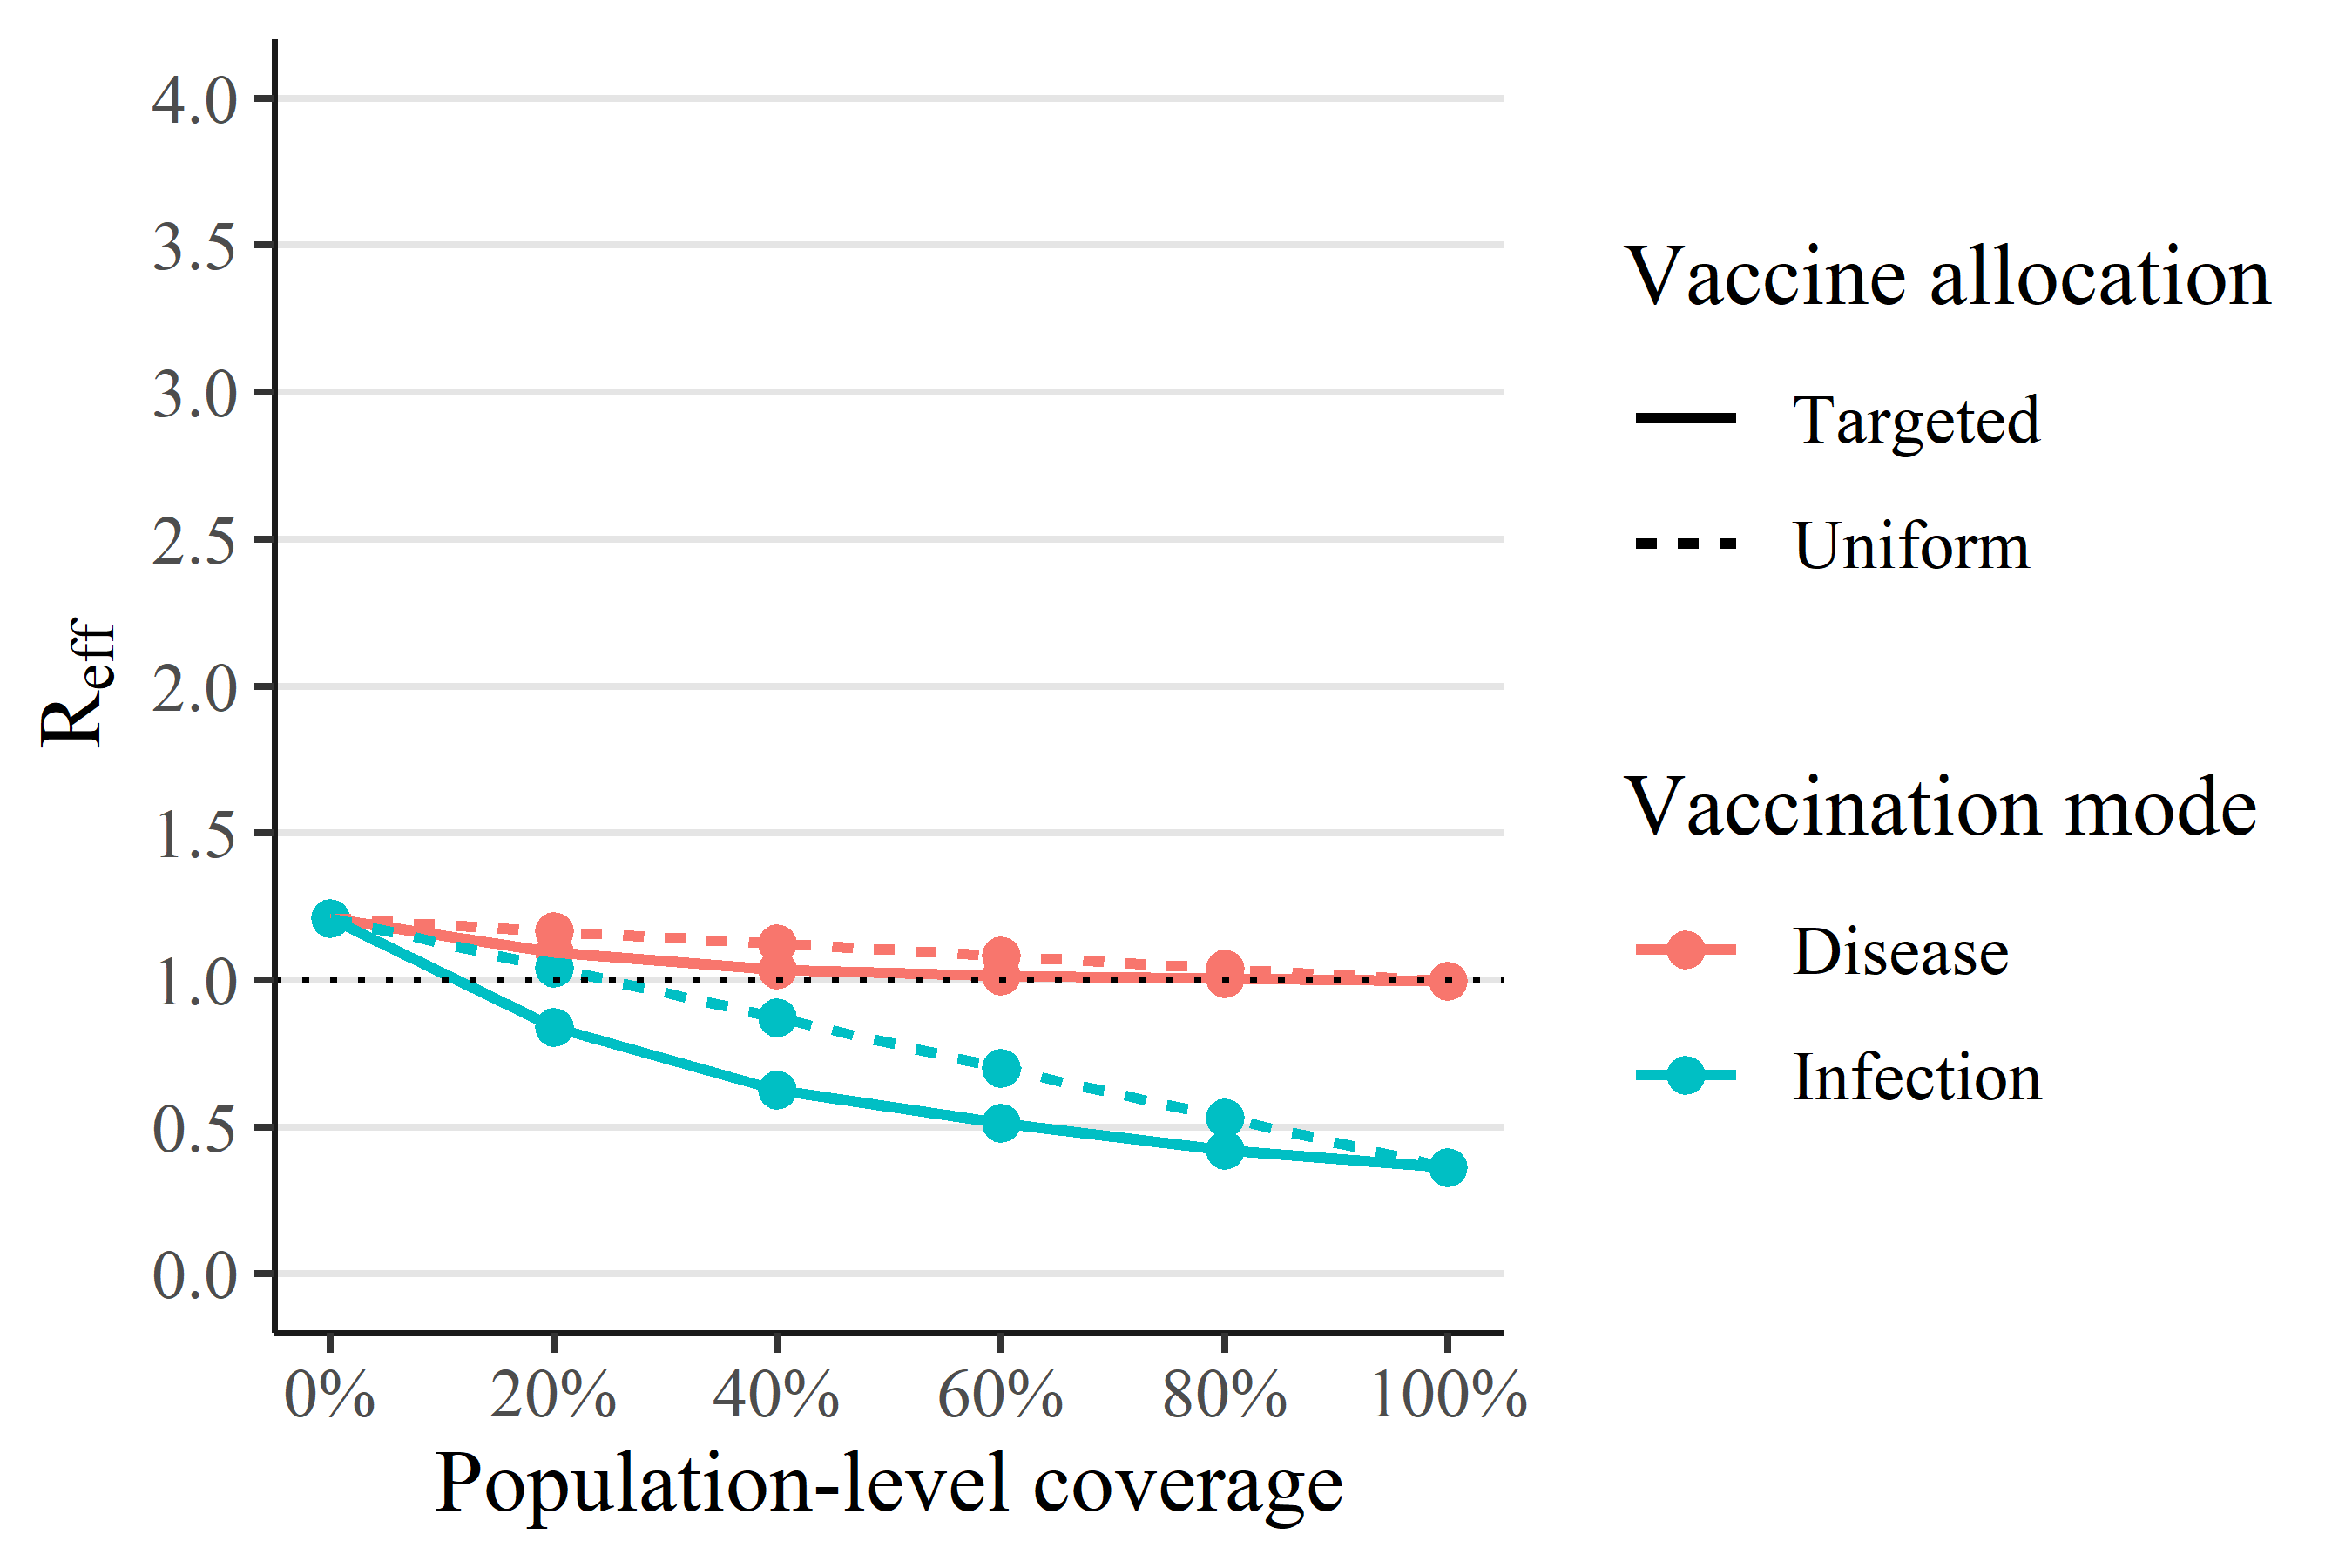 4.0
3.5
3.0
2.5
2.0
1.5
1.0
0.5
0.0
Reff
0% 20% 40% 60% 80% 100%
Population-level coverage
Vaccine allocation
Targeted
Uniform
Vaccination mode
Disease
Infection